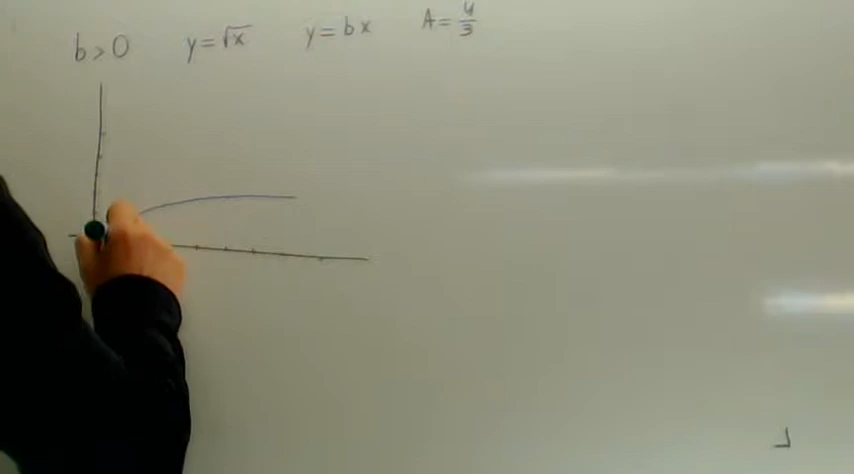 b > 0 y = √x y = bx A = 4/3